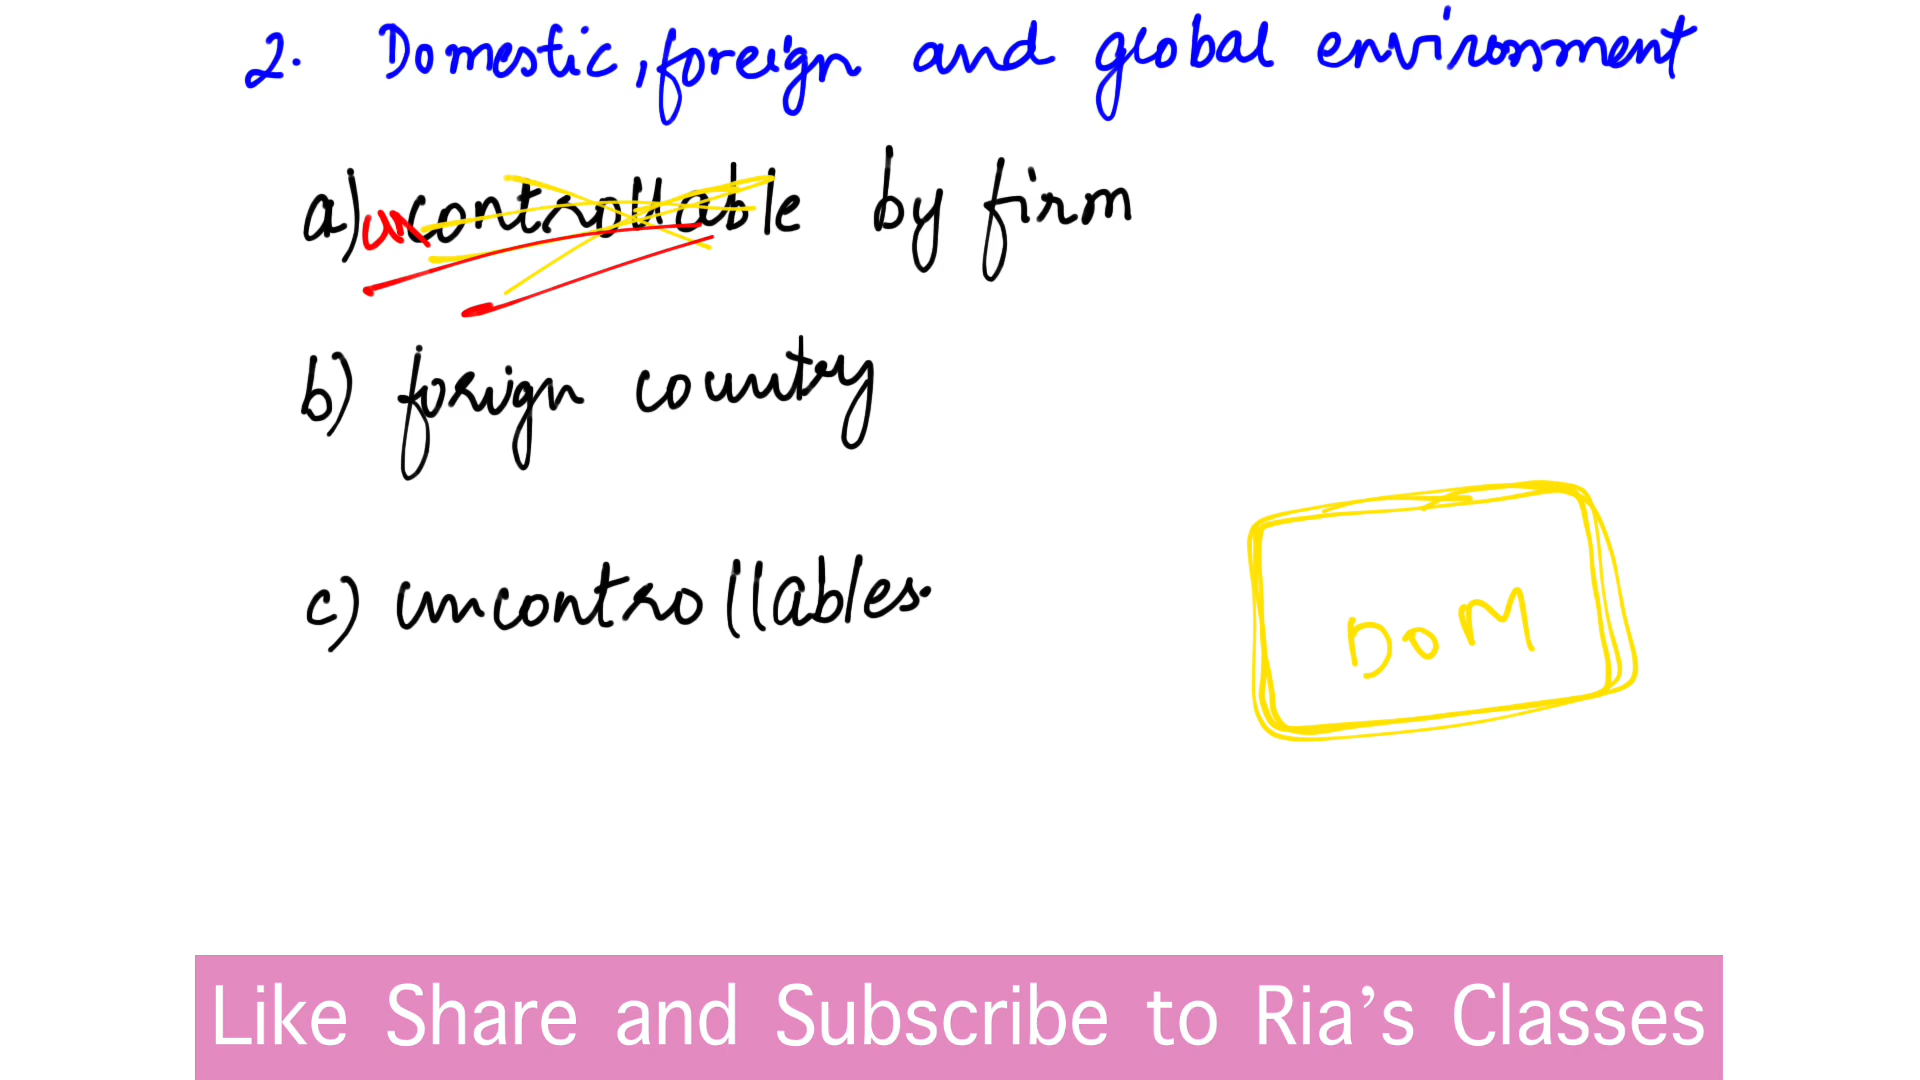 2. Domestic, foreign and global environment
a) uncontrollable by firm
b) foreign country
c) uncontrollables.
DOM
Like Share and Subscribe to Ria's Classes